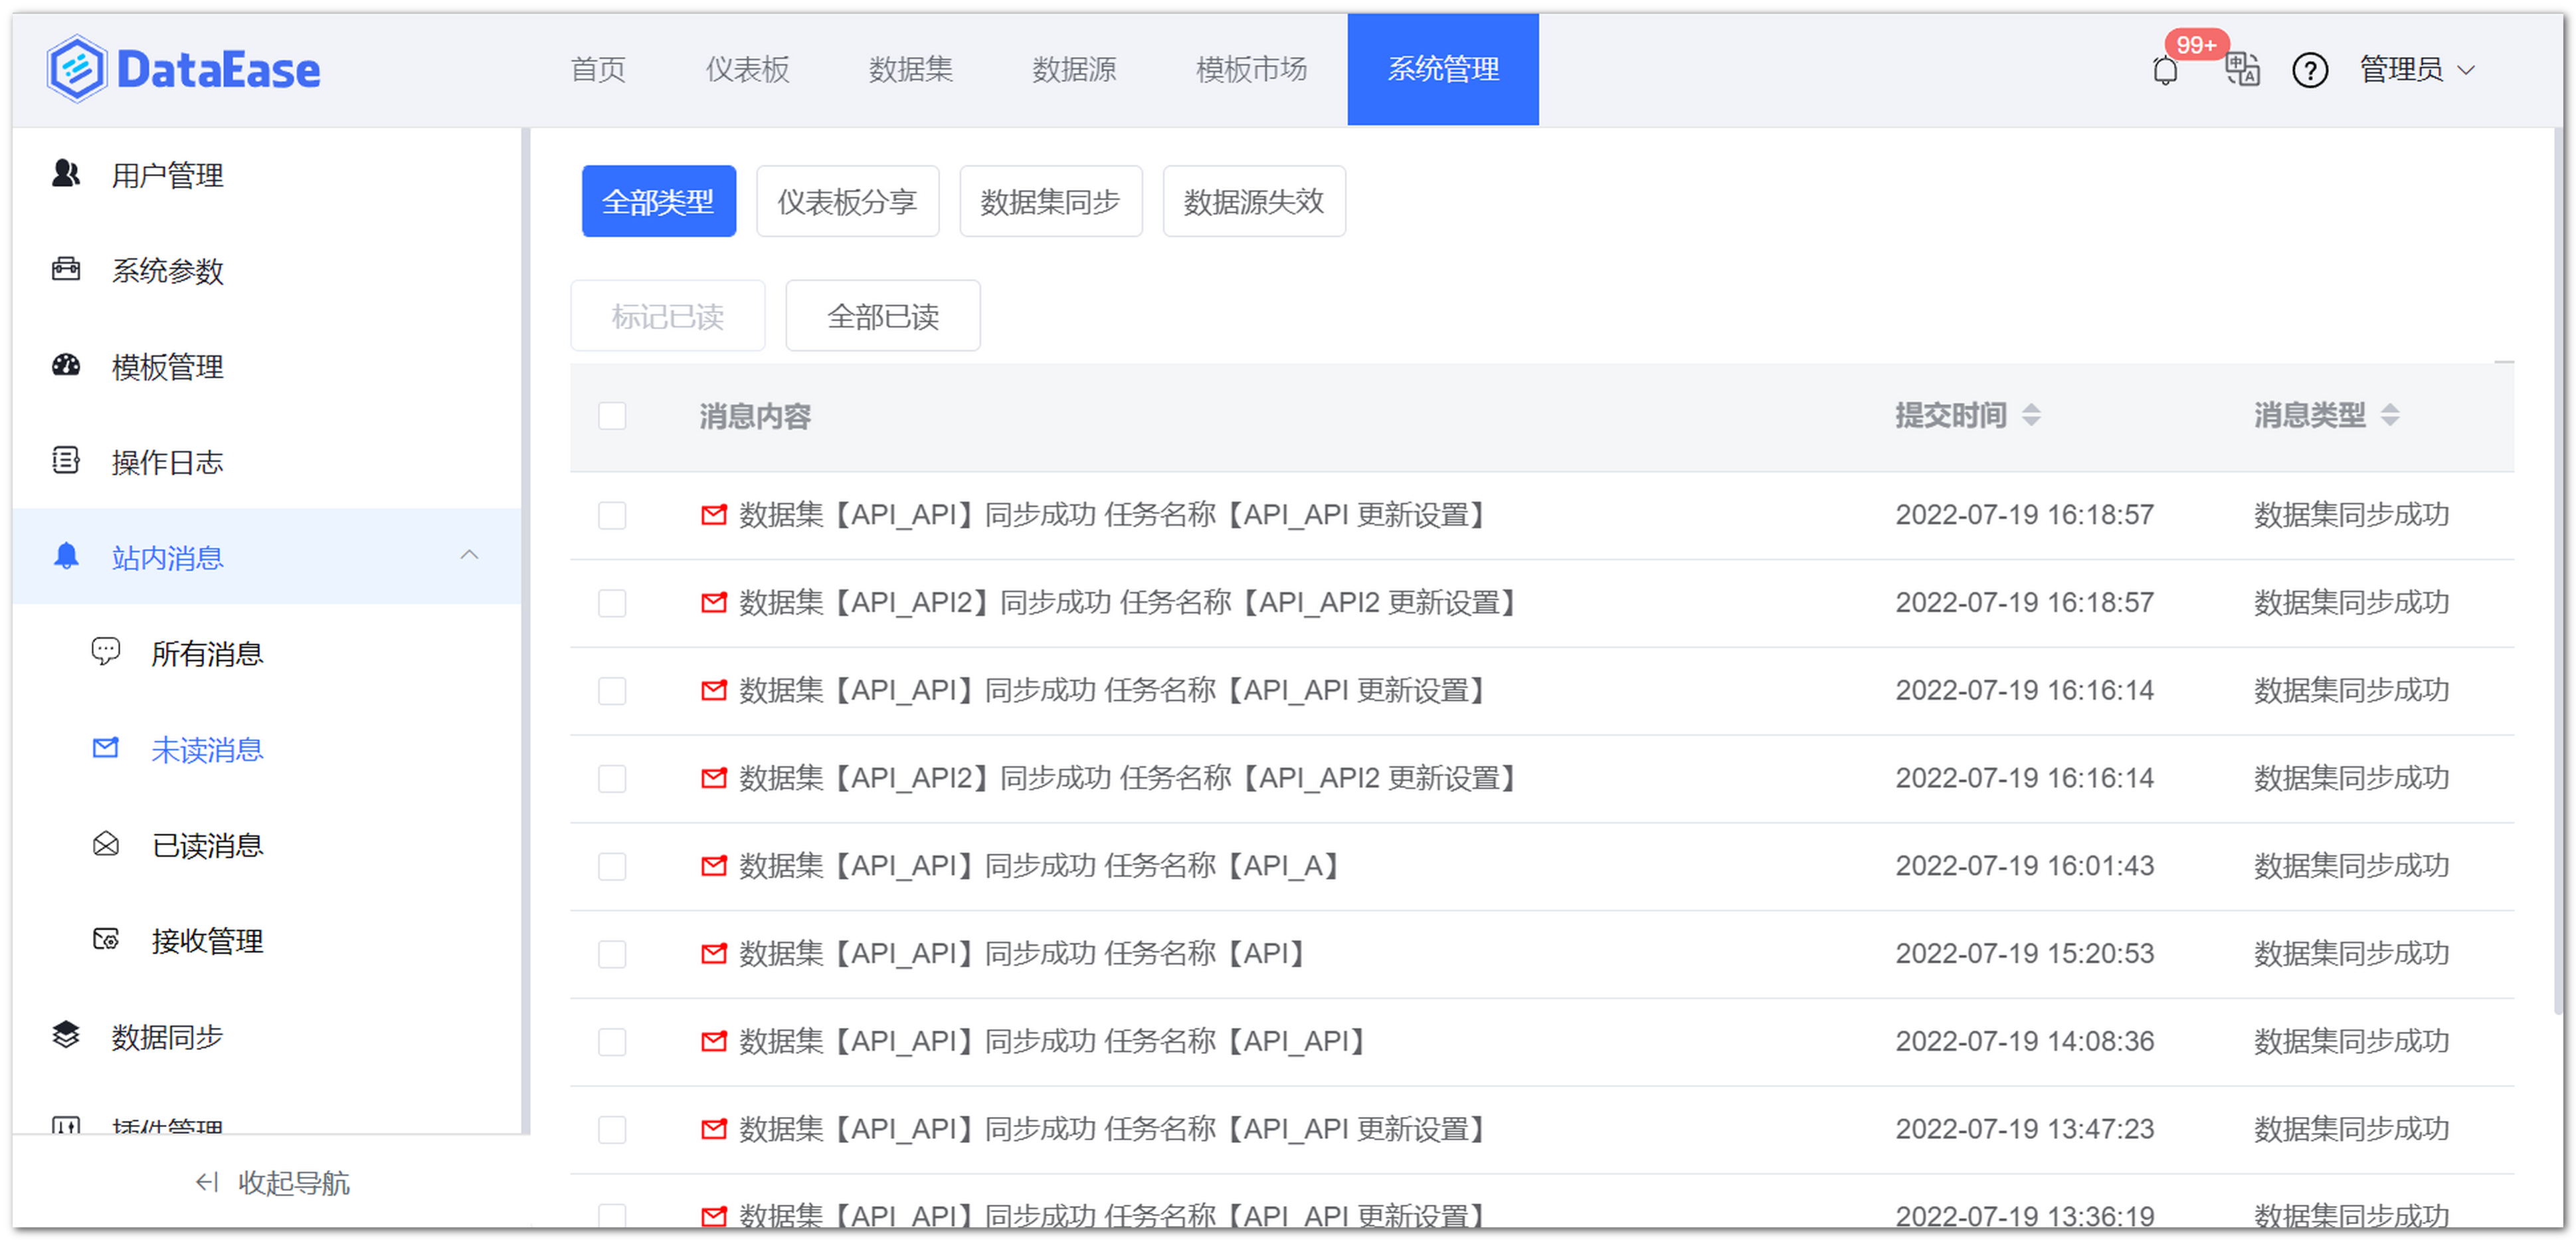 DataEase 首页 仪表板 数据集 数据源 模板市场 系统管理 99+ 管理员
用户管理
系统参数
模板管理
操作日志
站内消息
所有消息
未读消息
已读消息
接收管理
数据同步
插件管理
收起导航
全部类型 仪表板分享 数据集同步 数据源失效
标记已读 全部已读
消息内容 提交时间 消息类型
数据集【API_API】同步成功 任务名称【API_API 更新设置】 2022-07-19 16:18:57 数据集同步成功
数据集【API_API2】同步成功 任务名称【API_API2 更新设置】 2022-07-19 16:18:57 数据集同步成功
数据集【API_API】同步成功 任务名称【API_API 更新设置】 2022-07-19 16:16:14 数据集同步成功
数据集【API_API2】同步成功 任务名称【API_API2 更新设置】 2022-07-19 16:16:14 数据集同步成功
数据集【API_API】同步成功 任务名称【API_A】 2022-07-19 16:01:43 数据集同步成功
数据集【API_API】同步成功 任务名称【API】 2022-07-19 15:20:53 数据集同步成功
数据集【API_API】同步成功 任务名称【API_API】 2022-07-19 14:08:36 数据集同步成功
数据集【API_API】同步成功 任务名称【API_API 更新设置】 2022-07-19 13:47:23 数据集同步成功
数据集【API_API】同步成功 任务名称【API_API 更新设置】 2022-07-19 13:36:19 数据集同步成功